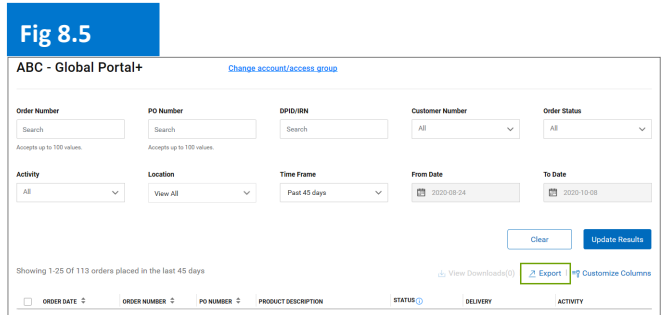 Fig 8.5
ABC - Global Portal+ Change account/access group
Order Number PO Number DPID/IRN Customer Number Order Status
Search Search Search All All
Accepts up to 100 values. Accepts up to 100 values.
Activity Location Time Frame From Date To Date
All View All Past 45 days 2020-08-24 2020-10-08
Clear Update Results
Showing 1-25 Of 113 orders placed in the last 45 days View Downloads(0) Export Customize Columns
ORDER DATE ORDER NUMBER PO NUMBER PRODUCT DESCRIPTION STATUS DELIVERY ACTIVITY